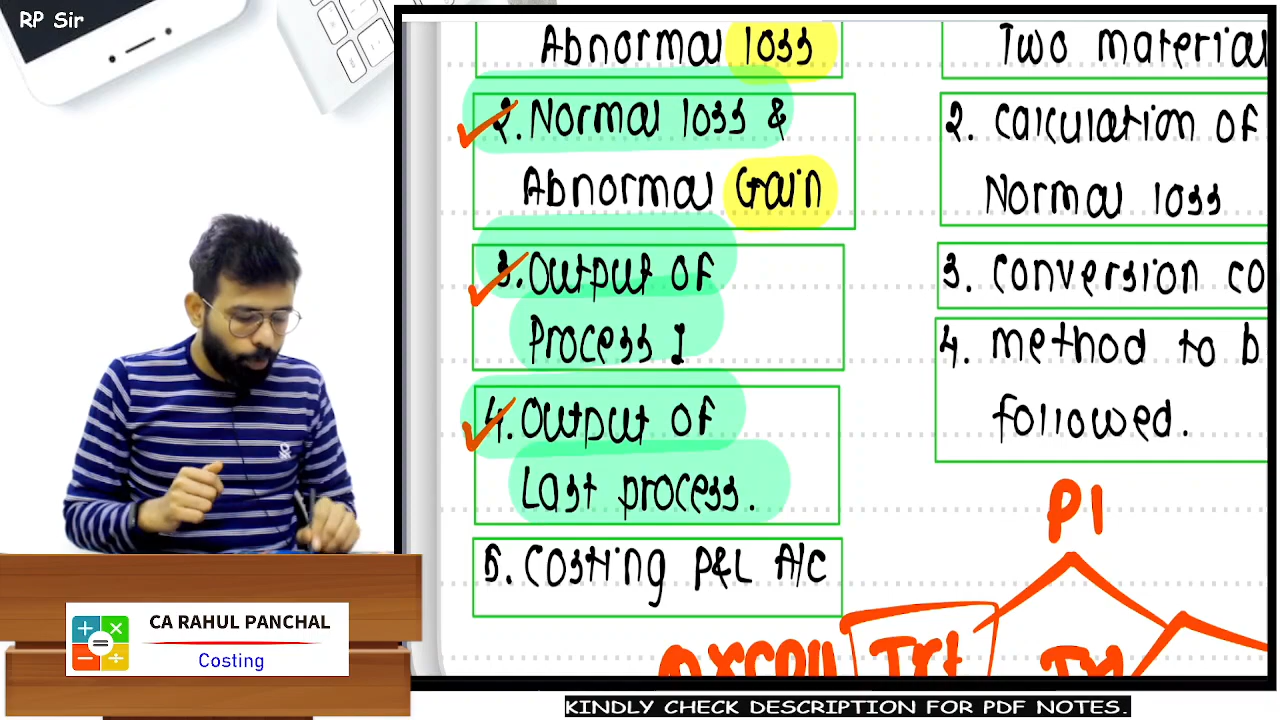 RP Sir
Abnormal loss
2. Normal loss &
Abnormal Gain
3. Output of
Process I
4. Output of
Last process.
5. Costing P&L A/c
Two material
2. calculation of
Normal loss
3. conversion co
4. method to b
followed.
P1
CA RAHUL PANCHAL
Costing
KINDLY CHECK DESCRIPTION FOR PDF NOTES.